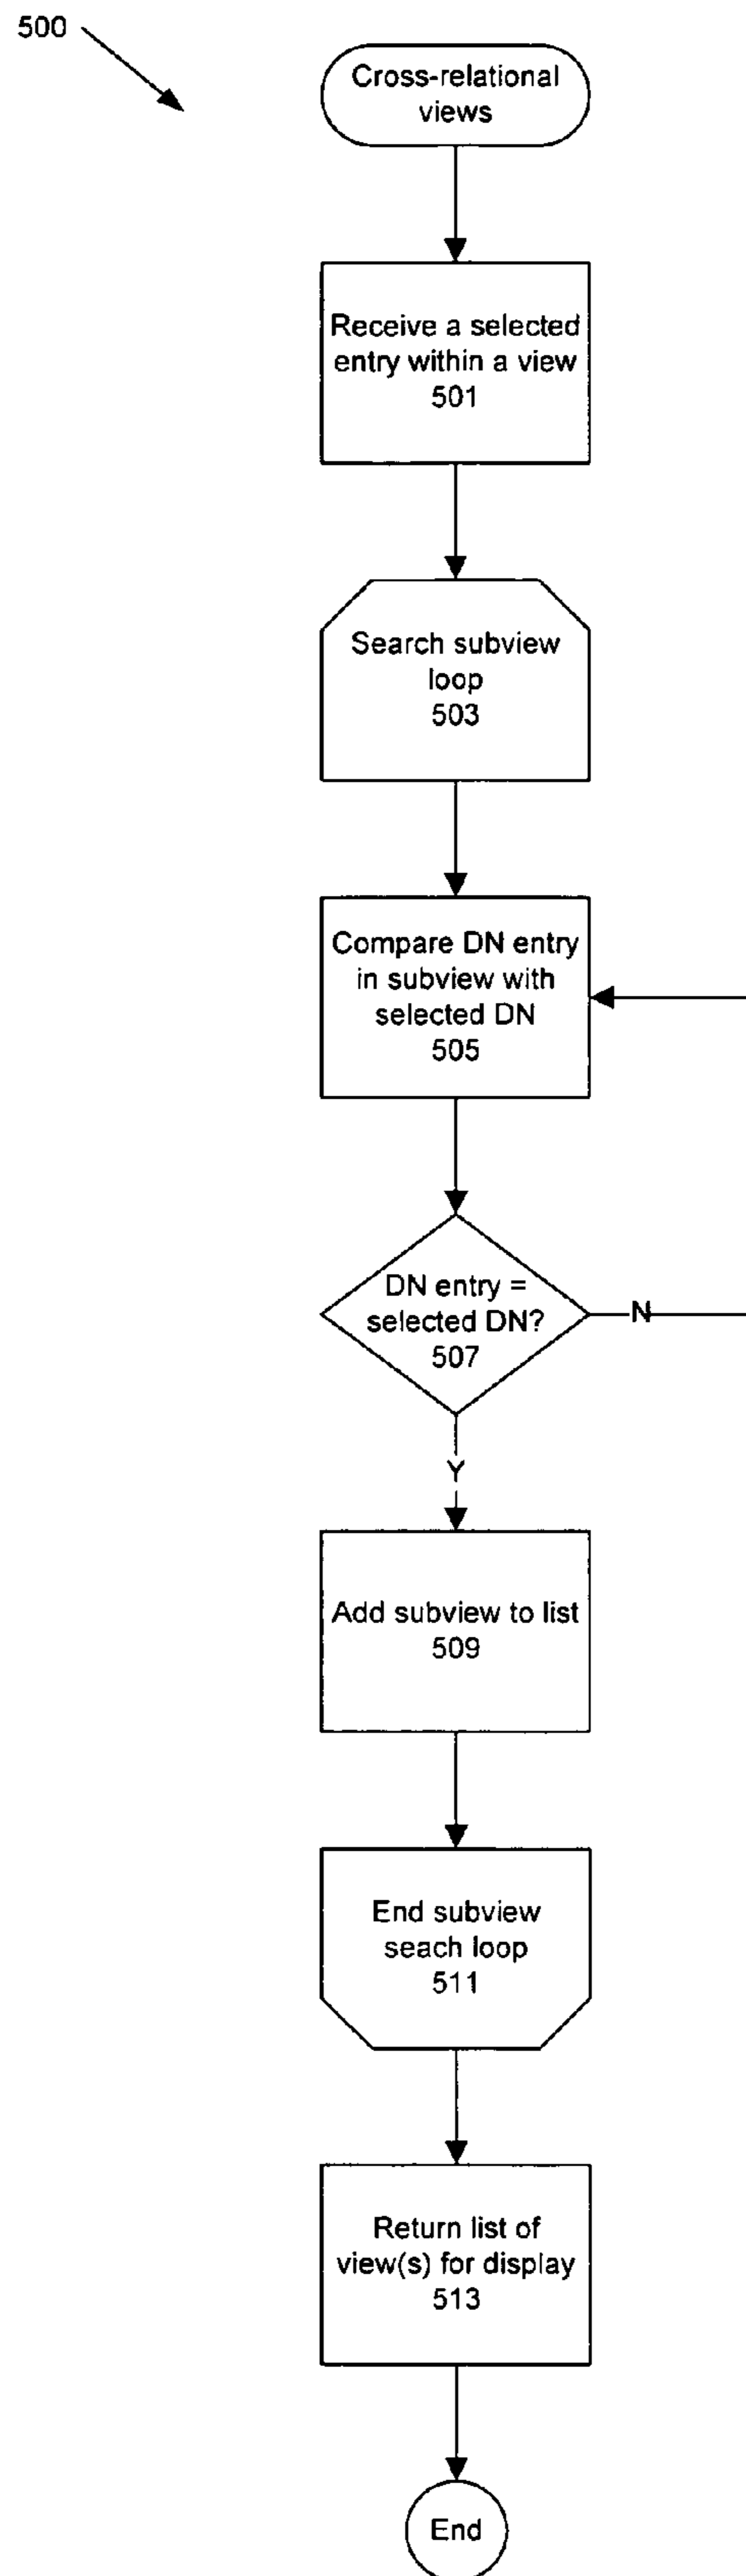 500
Cross-relational
views
Receive a selected
entry within a view
501
Search subview
loop
503
Compare DN entry
in subview with
selected DN
505
DN entry =
selected DN?
507
N
Y
Add subview to list
509
End subview
seach loop
511
Return list of
view(s) for display
513
End